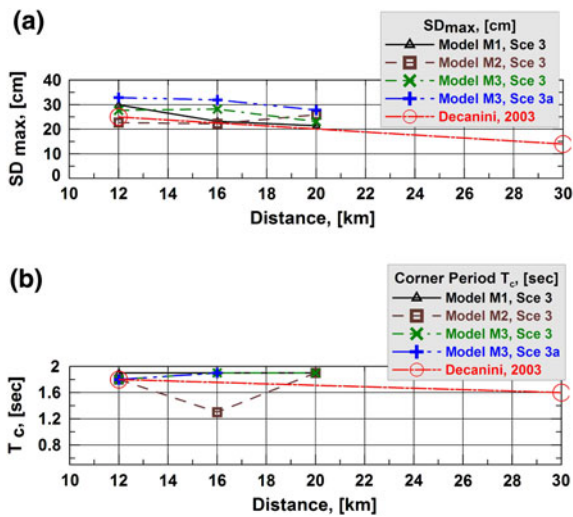 (a)
SDmax, [cm]
Model M1, Sce 3
Model M2, Sce 3
Model M3, Sce 3
Model M3, Sce 3a
Decanini, 2003
SD max, [cm]
40
30
20
10
0
10 12 14 16 18 20 22 24 26 28 30
Distance, [km]
(b)
Corner Period Tc, [sec]
Model M1, Sce 3
Model M2, Sce 3
Model M3, Sce 3
Model M3, Sce 3a
Decanini, 2003
T c, [sec]
2
1.6
1.2
0.8
10 12 14 16 18 20 22 24 26 28 30
Distance, [km]